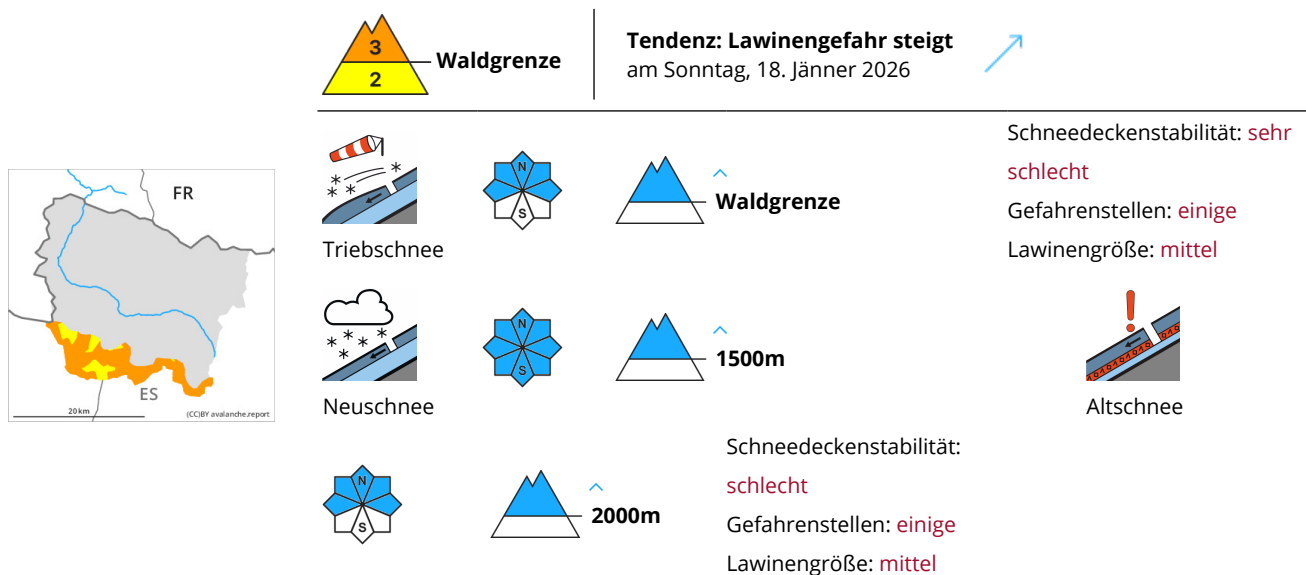 3
2
Waldgrenze
Tendenz: Lawinengefahr steigt
am Sonntag, 18. Jänner 2026
FR
ES
20 km
(CC)BY avalanche.report
N
S
Triebschnee
Waldgrenze
Schneedeckenstabilität: sehr
schlecht
Gefahrenstellen: einige
Lawinengröße: mittel
N
S
Neuschnee
1500m
Altschnee
N
S
2000m
Schneedeckenstabilität:
schlecht
Gefahrenstellen: einige
Lawinengröße: mittel